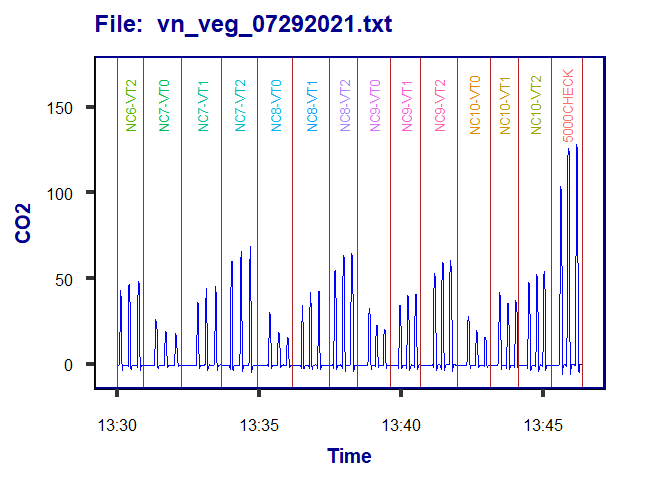 File:  vn_veg_07292021.txt
NC6-VT2
NC7-VT0
NC7-VT1
NC7-VT2
NC8-VT0
NC8-VT1
NC8-VT2
NC9-VT0
NC9-VT1
NC9-VT2
NC10-VT0
NC10-VT1
NC10-VT2
5000CHECK
CO2
150
100
50
0
13:30
13:35
13:40
13:45
Time